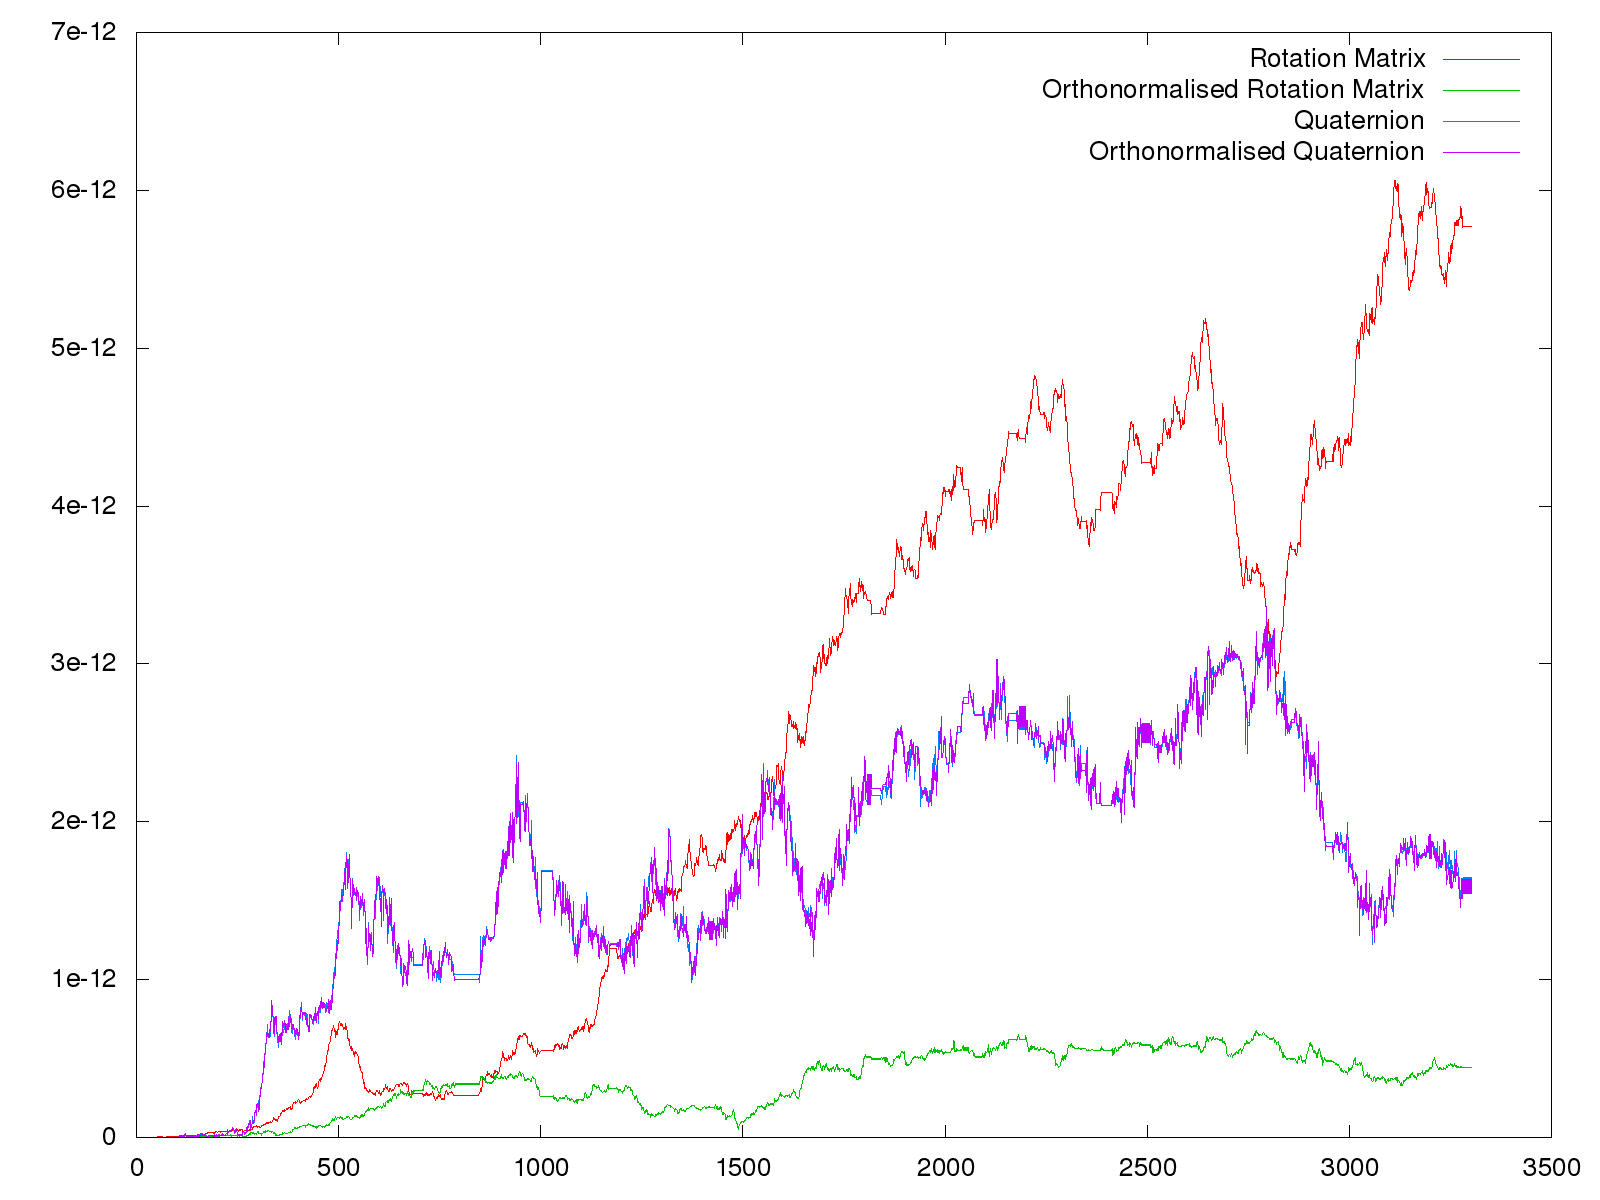 7e-12
6e-12
5e-12
4e-12
3e-12
2e-12
1e-12
0
Rotation Matrix
Orthonormalised Rotation Matrix
Quaternion
Orthonormalised Quaternion
0 500 1000 1500 2000 2500 3000 3500